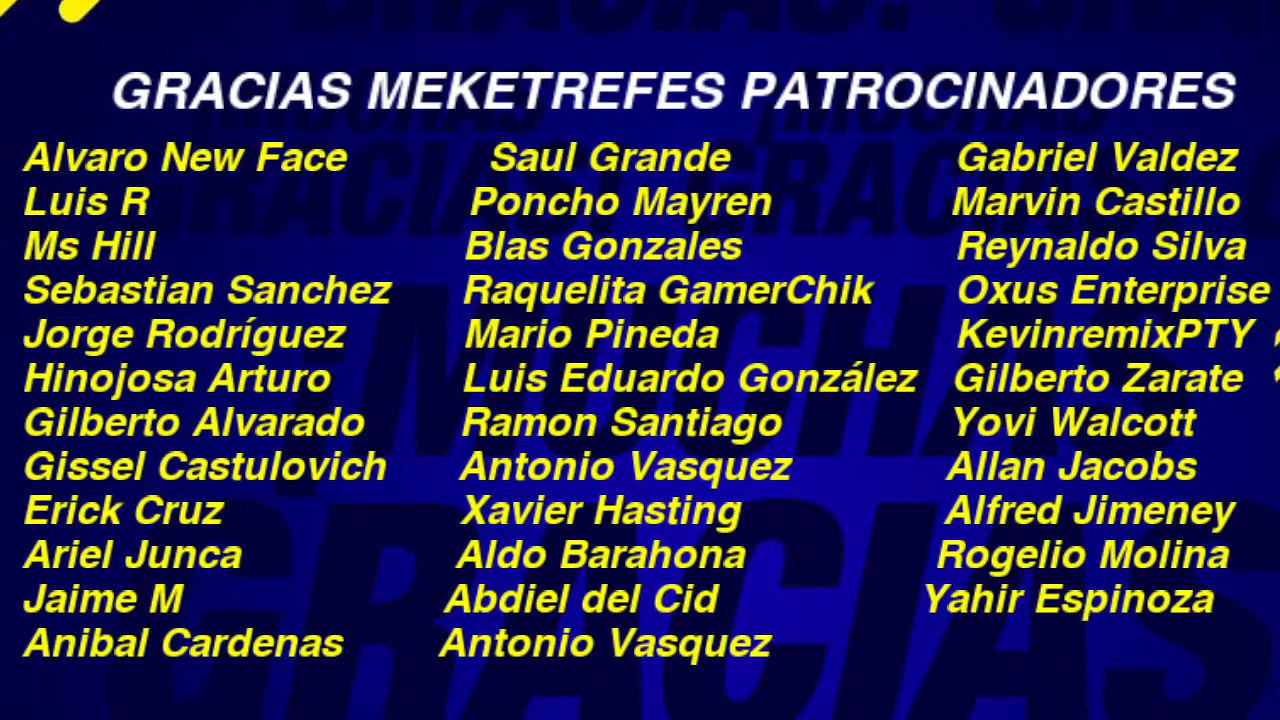 GRACIAS MEKETREFES PATROCINADORES
Alvaro New Face
Luis R
Ms Hill
Sebastian Sanchez
Jorge Rodríguez
Hinojosa Arturo
Gilberto Alvarado
Gissel Castulovich
Erick Cruz
Ariel Junca
Jaime M
Anibal Cardenas
Saul Grande
Poncho Mayren
Blas Gonzales
Raquelita GamerChik
Mario Pineda
Luis Eduardo González
Ramon Santiago
Antonio Vasquez
Xavier Hasting
Aldo Barahona
Abdiel del Cid
Antonio Vasquez
Gabriel Valdez
Marvin Castillo
Reynaldo Silva
Oxus Enterprise
KevinremixPTY
Gilberto Zarate
Yovi Walcott
Allan Jacobs
Alfred Jimeney
Rogelio Molina
Yahir Espinoza
¡MUCHAS
GRACIAS